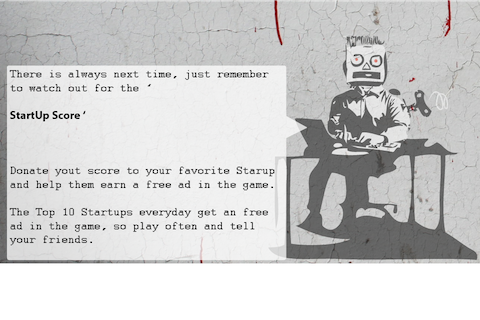 There is always next time, just remember
to watch out for the ‘
StartUp Score ‘
Donate yout score to your favorite Starup
and help them earn a free ad in the game.
The Top 10 Startups everyday get an free
ad in the game, so play often and tell
your friends.